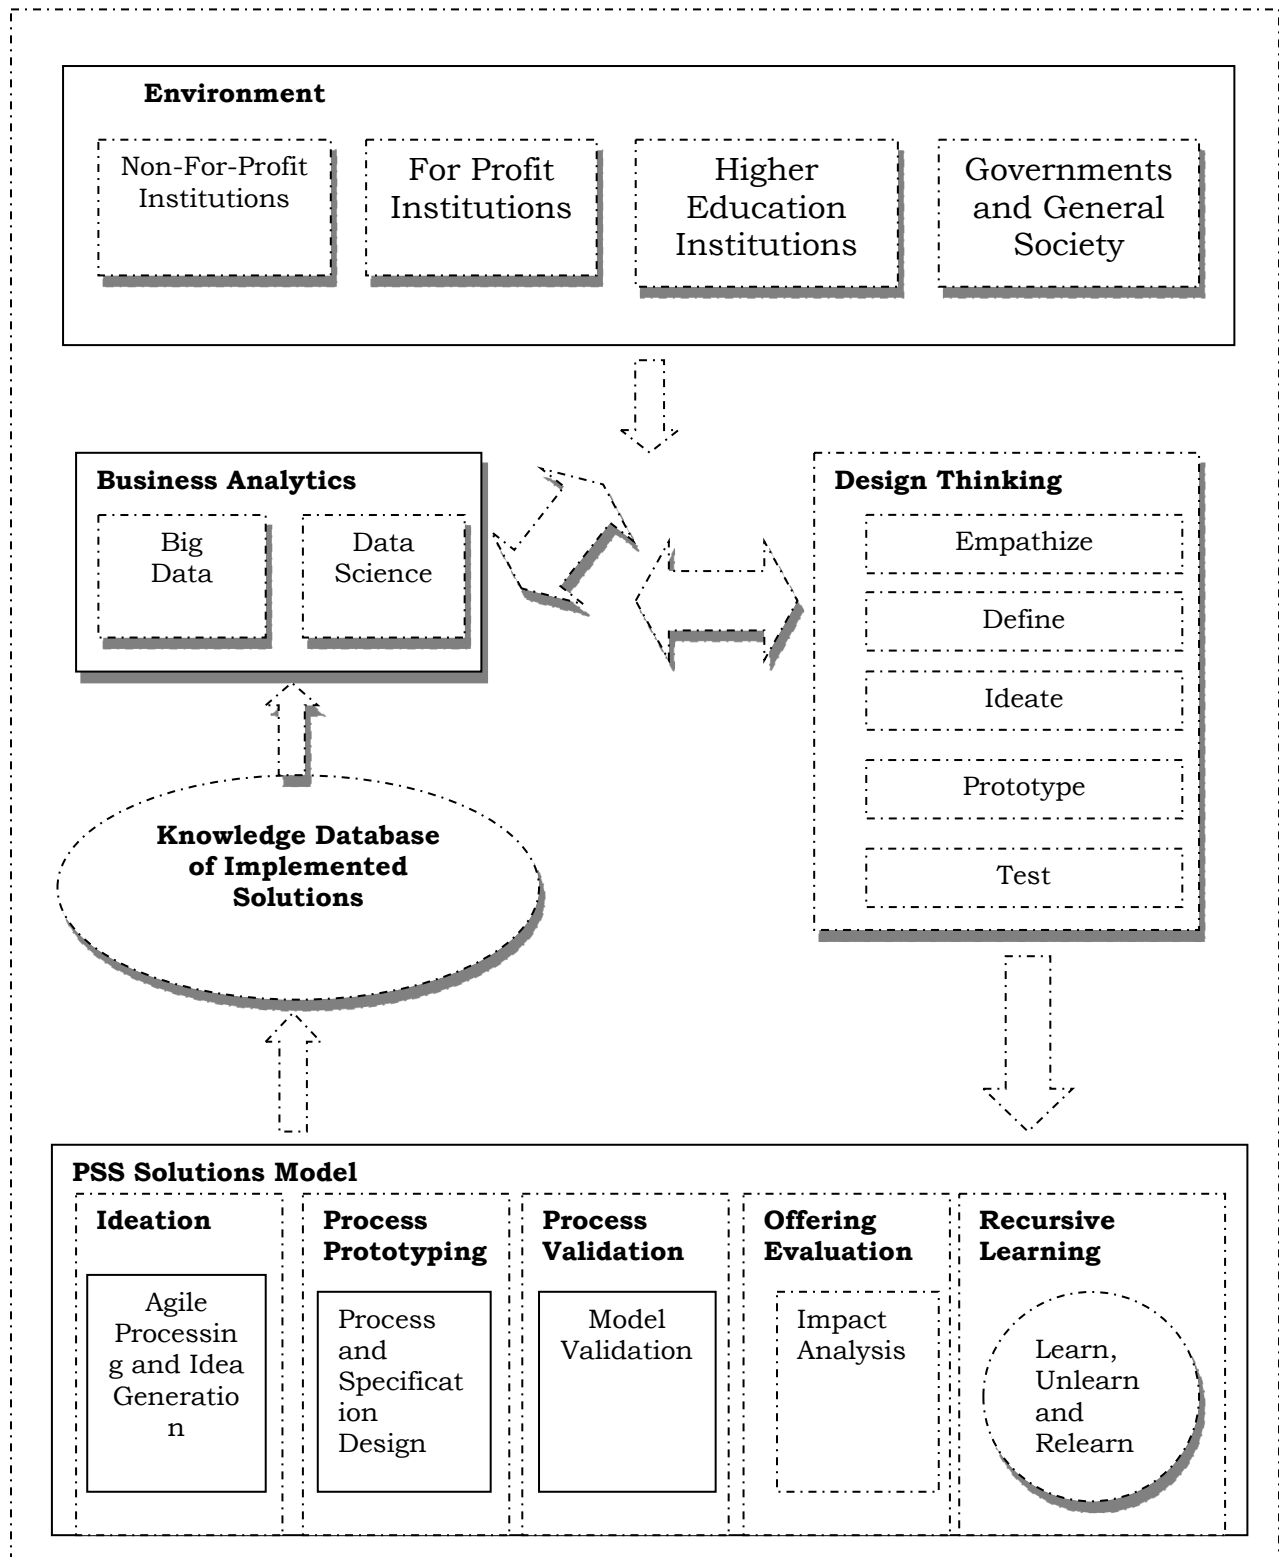 Environment
Non-For-Profit
Institutions
For Profit
Institutions
Higher
Education
Institutions
Governments
and General
Society
Business Analytics
Big
Data
Data
Science
Design Thinking
Empathize
Define
Ideate
Prototype
Test
Knowledge Database
of Implemented
Solutions
PSS Solutions Model
Ideation
Agile
Processin
g and Idea
Generatio
n
Process
Prototyping
Process
and
Specificat
ion
Design
Process
Validation
Model
Validation
Offering
Evaluation
Impact
Analysis
Recursive
Learning
Learn,
Unlearn
and
Relearn